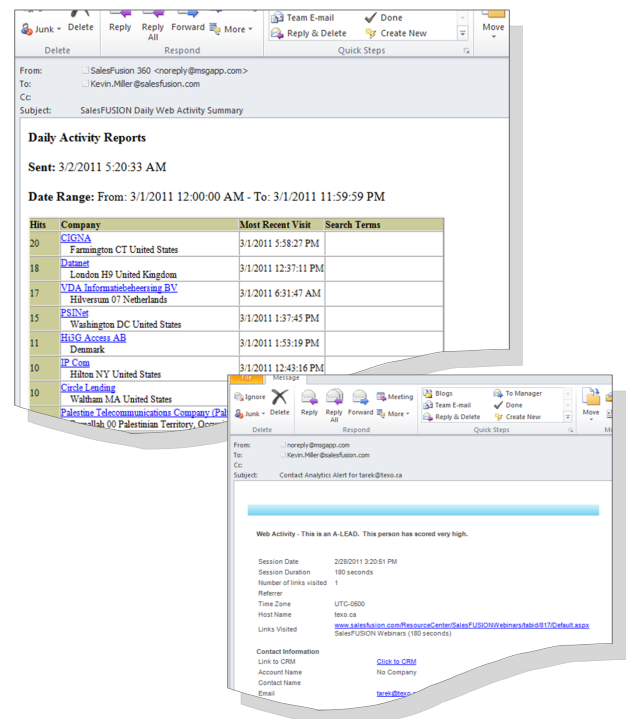 Team E-mail Done
Junk Delete Reply Reply All Forward More Reply & Delete Create New Move
Delete Respond Quick Steps
From: SalesFusion 360 <noreply@msgapp.com>
To: Kevin.Miller@salesfusion.com
Cc:
Subject: SalesFUSION Daily Web Activity Summary
Daily Activity Reports
Sent: 3/2/2011 5:20:33 AM
Date Range: From: 3/1/2011 12:00:00 AM - To: 3/1/2011 11:59:59 PM
Hits Company Most Recent Visit Search Terms
20 CIGNA 3/1/2011 5:58:27 PM
Farmington CT United States
18 Datanet 3/1/2011 12:37:11 PM
London H9 United Kingdom
17 VDA Informatiebeheersing BV 3/1/2011 6:31:47 AM
Hilversum 07 Netherlands
15 PSINet 3/1/2011 1:37:45 PM
Washington DC United States
11 Hi3G Access AB 3/1/2011 1:53:19 PM
Denmark
10 IP Com 3/1/2011 12:43:16 PM
Hilton NY United States
10 Circle Lending
Waltham MA United States
Palestine Telecommunications Company
00 Palestinian Territory,
Message
Ignore Meeting Blogs To Manager
Team E-mail Done
Junk Delete Reply Reply All Forward More Reply & Delete Create New Move
Delete Respond Quick Steps
From: noreply@msgapp.com
To: Kevin.Miller@salesfusion.com
Cc:
Subject: Contact Analytics Alert for tarek@texo.ca
Web Activity - This is an A-LEAD. This person has scored very high.
Session Date 2/28/2011 3:20:51 PM
Session Duration 180 seconds
Number of links visited 1
Referrer
Time Zone UTC-0500
Host Name texo.ca
Links Visited www.salesfusion.com/ResourceCenter/SalesFUSIONWebinars/tabid/817/Default.aspx
SalesFUSION Webinars (180 seconds)
Contact Information
Link to CRM Click to CRM
Account Name No Company
Contact Name
Email